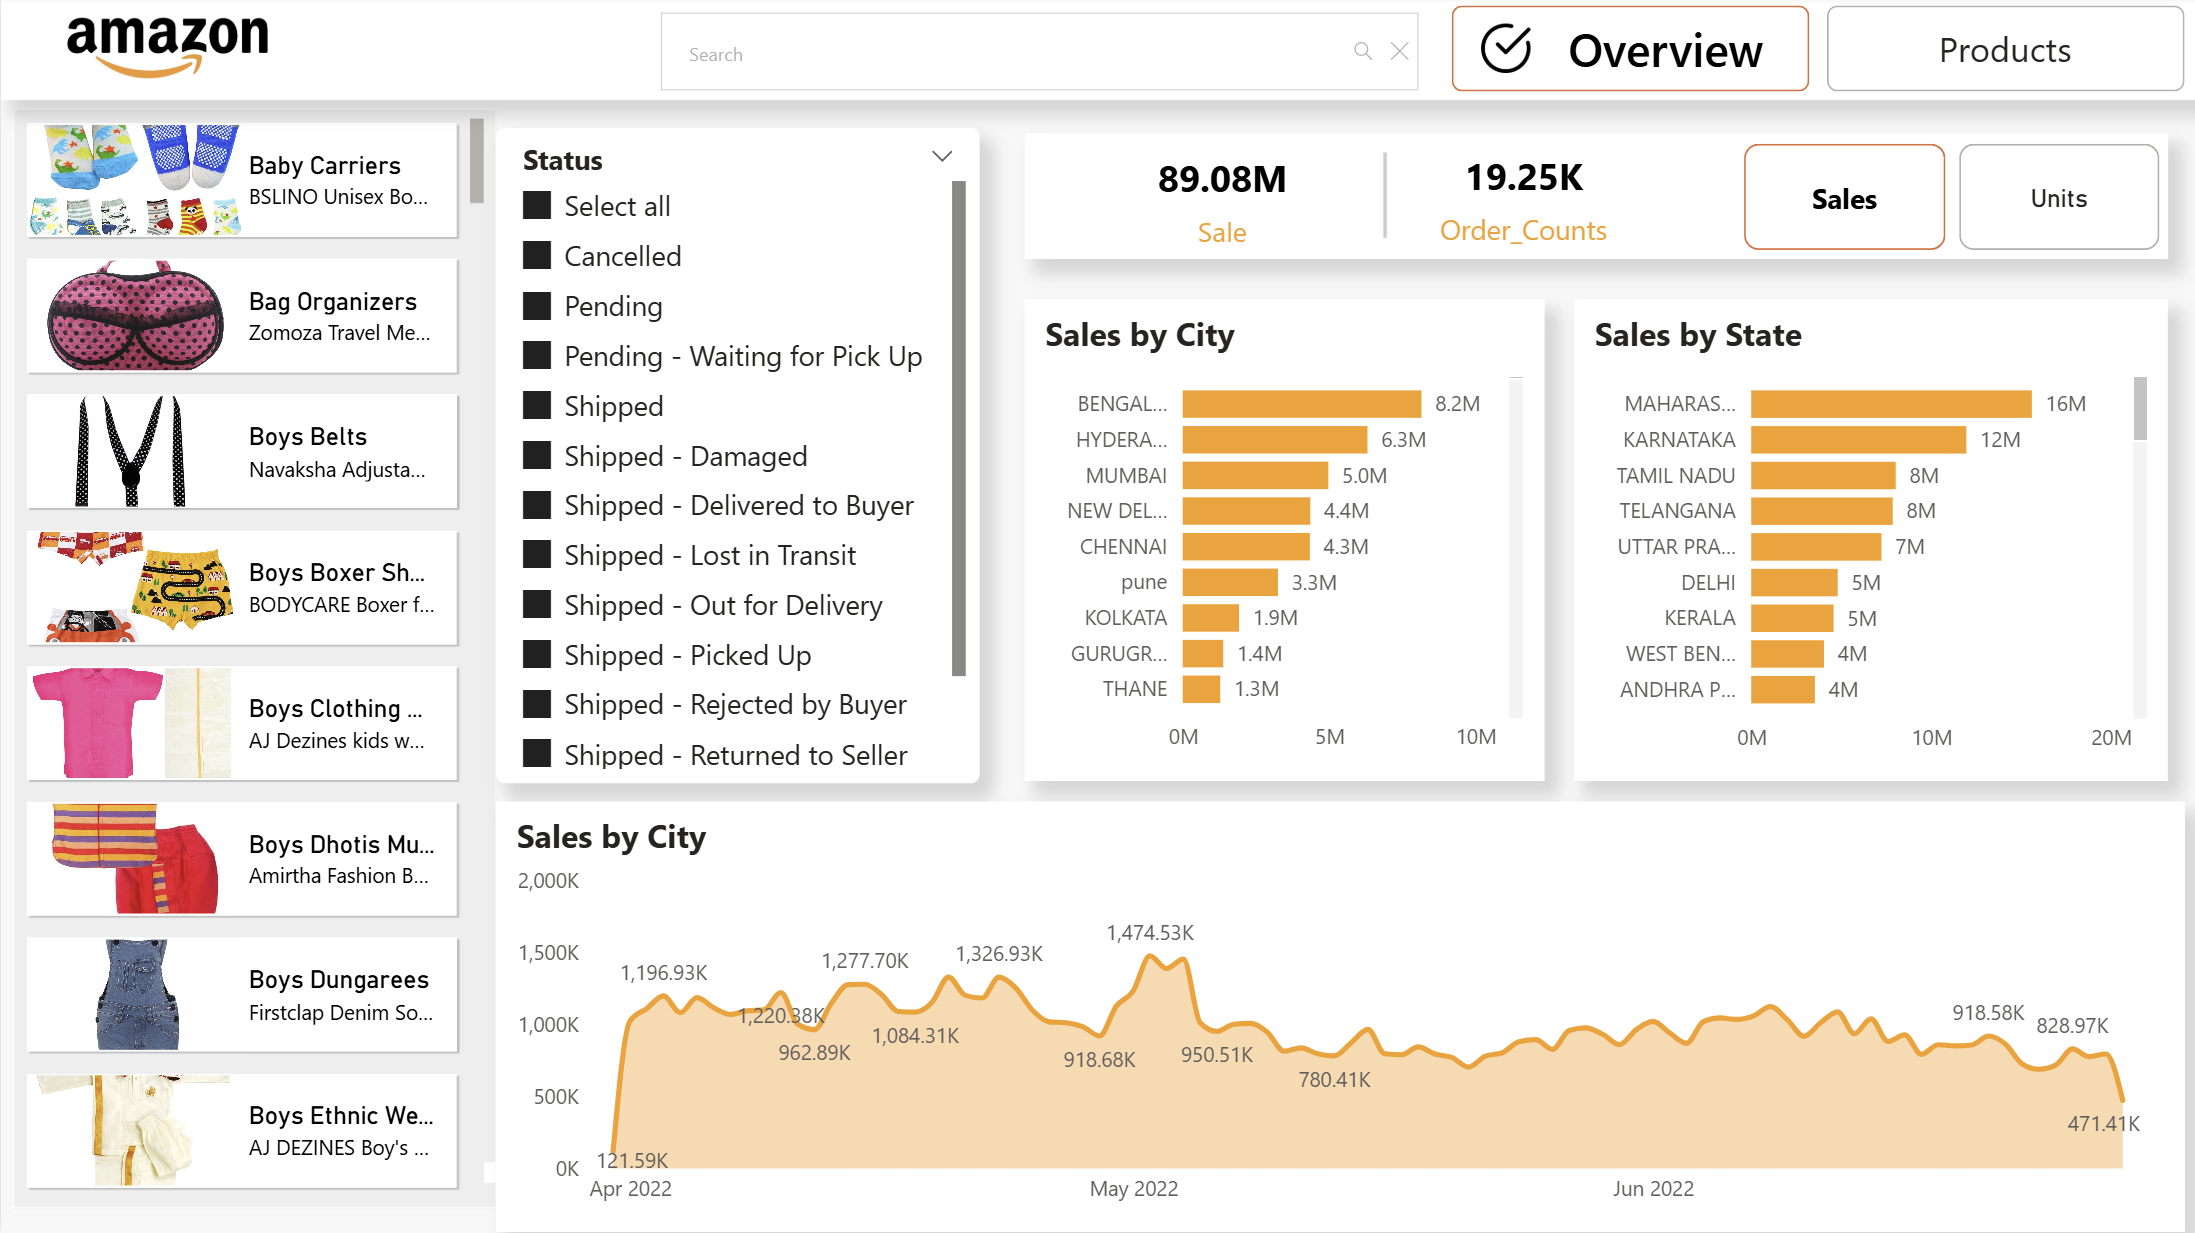 amazon
Search
Overview
Products
Baby Carriers
BSLINO Unisex Bo...
Bag Organizers
Zomoza Travel Me...
Boys Belts
Navaksha Adjusta...
Boys Boxer Sh...
BODYCARE Boxer f...
Boys Clothing ...
AJ Dezines kids w...
Boys Dhotis Mu...
Amirtha Fashion B...
Boys Dungarees
Firstclap Denim So...
Boys Ethnic We...
AJ DEZINES Boy's ...
Status
Select all
Cancelled
Pending
Pending - Waiting for Pick Up
Shipped
Shipped - Damaged
Shipped - Delivered to Buyer
Shipped - Lost in Transit
Shipped - Out for Delivery
Shipped - Picked Up
Shipped - Rejected by Buyer
Shipped - Returned to Seller
89.08M
Sale
19.25K
Order_Counts
Sales
Units
Sales by City
BENGAL... 8.2M
HYDERA... 6.3M
MUMBAI 5.0M
NEW DEL... 4.4M
CHENNAI 4.3M
pune 3.3M
KOLKATA 1.9M
GURUGR... 1.4M
THANE 1.3M
0M 5M 10M
Sales by State
MAHARAS... 16M
KARNATAKA 12M
TAMIL NADU 8M
TELANGANA 8M
UTTAR PRA... 7M
DELHI 5M
KERALA 5M
WEST BEN... 4M
ANDHRA P... 4M
0M 10M 20M
Sales by City
2,000K
1,500K
1,000K
500K
0K
121.59K
1,196.93K
1,220.38K
962.89K
1,277.70K
1,084.31K
1,326.93K
918.68K
1,474.53K
950.51K
780.41K
918.58K
828.97K
471.41K
Apr 2022 May 2022 Jun 2022